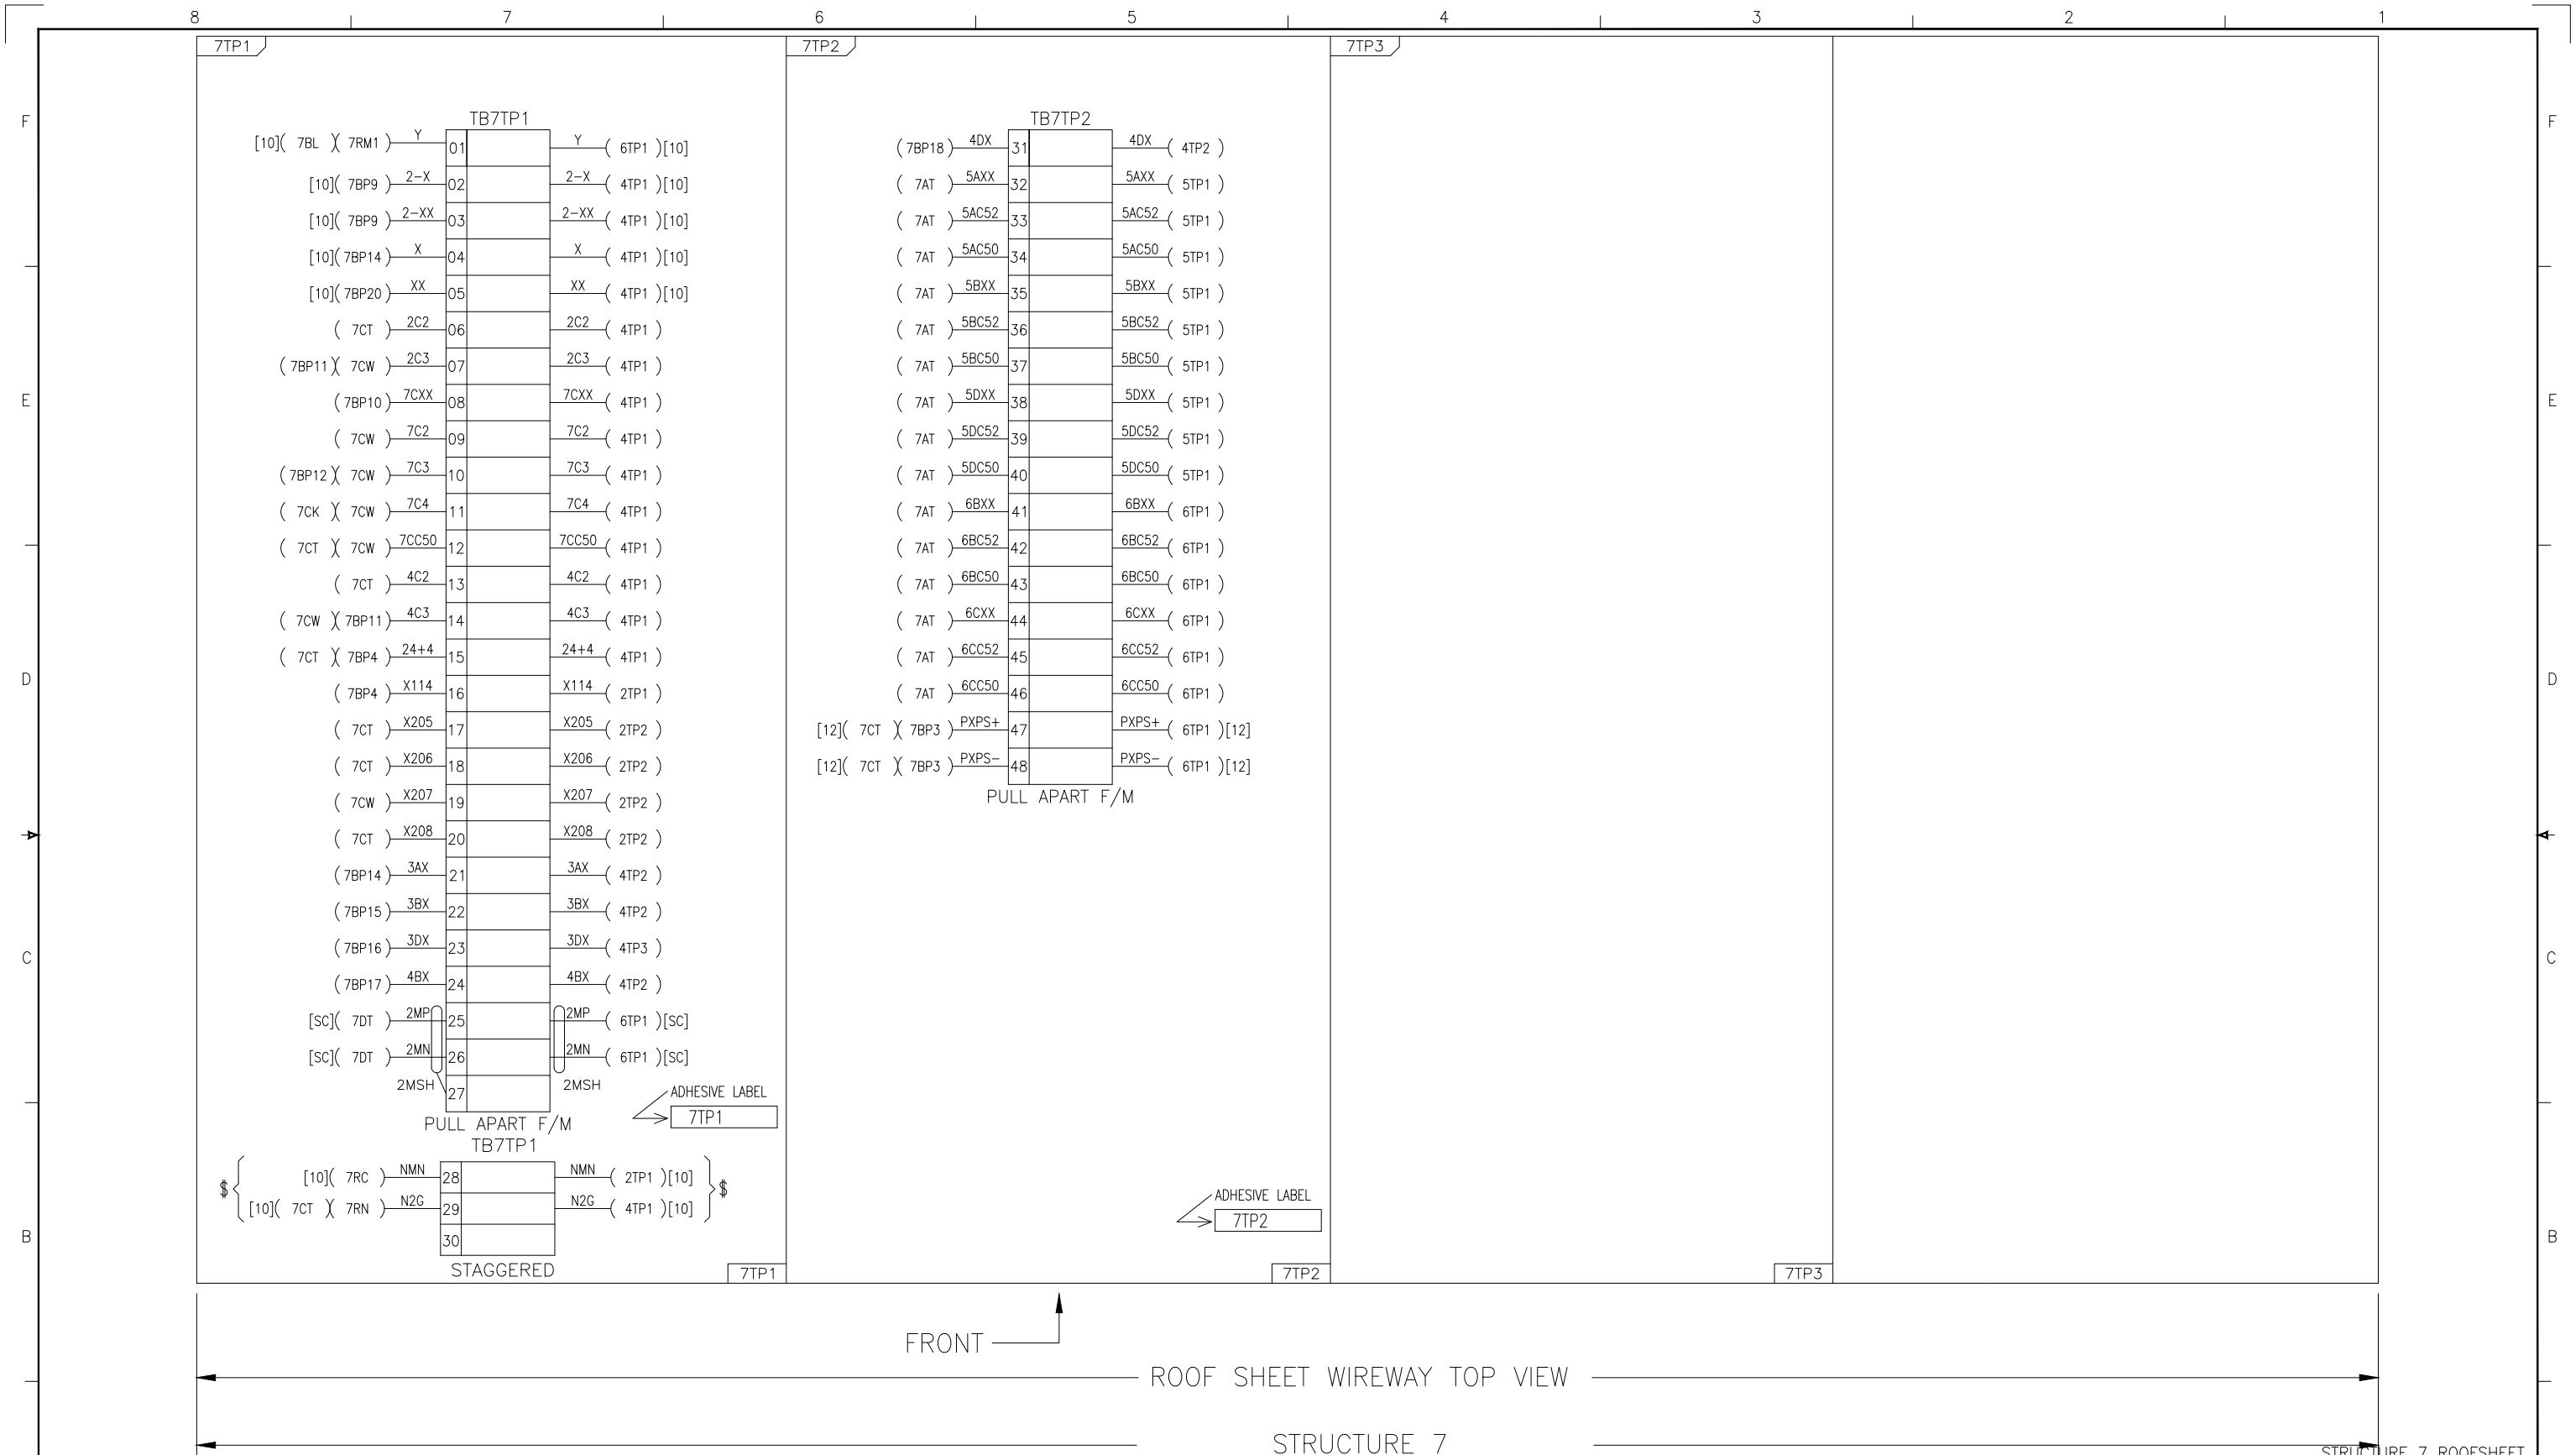 8 7 6 5 4 3 2 1
7TP1 7TP2 7TP3
F F
E E
D D
C C
B B
TB7TP1
[10]( 7BL )( 7RM1 ) Y 01 Y ( 6TP1 )[10]
[10]( 7BP9 ) 2-X 02 2-X ( 4TP1 )[10]
[10]( 7BP9 ) 2-XX 03 2-XX ( 4TP1 )[10]
[10]( 7BP14 ) X 04 X ( 4TP1 )[10]
[10]( 7BP20 ) XX 05 XX ( 4TP1 )[10]
( 7CT ) 2C2 06 2C2 ( 4TP1 )
( 7BP11 )( 7CW ) 2C3 07 2C3 ( 4TP1 )
( 7BP10 ) 7CXX 08 7CXX ( 4TP1 )
( 7CW ) 7C2 09 7C2 ( 4TP1 )
( 7BP12 )( 7CW ) 7C3 10 7C3 ( 4TP1 )
( 7CK )( 7CW ) 7C4 11 7C4 ( 4TP1 )
( 7CT )( 7CW ) 7CC50 12 7CC50 ( 4TP1 )
( 7CT ) 4C2 13 4C2 ( 4TP1 )
( 7CW )( 7BP11 ) 4C3 14 4C3 ( 4TP1 )
( 7CT )( 7BP4 ) 24+4 15 24+4 ( 4TP1 )
( 7BP4 ) X114 16 X114 ( 2TP1 )
( 7CT ) X205 17 X205 ( 2TP2 )
( 7CT ) X206 18 X206 ( 2TP2 )
( 7CW ) X207 19 X207 ( 2TP2 )
( 7CT ) X208 20 X208 ( 2TP2 )
( 7BP14 ) 3AX 21 3AX ( 4TP2 )
( 7BP15 ) 3BX 22 3BX ( 4TP2 )
( 7BP16 ) 3DX 23 3DX ( 4TP3 )
( 7BP17 ) 4BX 24 4BX ( 4TP2 )
[SC]( 7DT ) 2MP 25 2MP ( 6TP1 )[SC]
[SC]( 7DT ) 2MN 26 2MN ( 6TP1 )[SC]
2MSH 27 2MSH
PULL APART F/M
ADHESIVE LABEL
7TP1
TB7TP1
$ { [10]( 7RC ) NMN 28 NMN ( 2TP1 )[10] } $
[10]( 7CT )( 7RN ) N2G 29 N2G ( 4TP1 )[10]
30
STAGGERED
7TP1
TB7TP2
( 7BP18 ) 4DX 31 4DX ( 4TP2 )
( 7AT ) 5AXX 32 5AXX ( 5TP1 )
( 7AT ) 5AC52 33 5AC52 ( 5TP1 )
( 7AT ) 5AC50 34 5AC50 ( 5TP1 )
( 7AT ) 5BXX 35 5BXX ( 5TP1 )
( 7AT ) 5BC52 36 5BC52 ( 5TP1 )
( 7AT ) 5BC50 37 5BC50 ( 5TP1 )
( 7AT ) 5DXX 38 5DXX ( 5TP1 )
( 7AT ) 5DC52 39 5DC52 ( 5TP1 )
( 7AT ) 5DC50 40 5DC50 ( 5TP1 )
( 7AT ) 6BXX 41 6BXX ( 6TP1 )
( 7AT ) 6BC52 42 6BC52 ( 6TP1 )
( 7AT ) 6BC50 43 6BC50 ( 6TP1 )
( 7AT ) 6CXX 44 6CXX ( 6TP1 )
( 7AT ) 6CC52 45 6CC52 ( 6TP1 )
( 7AT ) 6CC50 46 6CC50 ( 6TP1 )
[12]( 7CT )( 7BP3 ) PXPS+ 47 PXPS+ ( 6TP1 )[12]
[12]( 7CT )( 7BP3 ) PXPS- 48 PXPS- ( 6TP1 )[12]
PULL APART F/M
ADHESIVE LABEL
7TP2
7TP2
7TP3
FRONT
ROOF SHEET WIREWAY TOP VIEW
STRUCTURE 7
STRUCTURE 7 ROOFSHEET